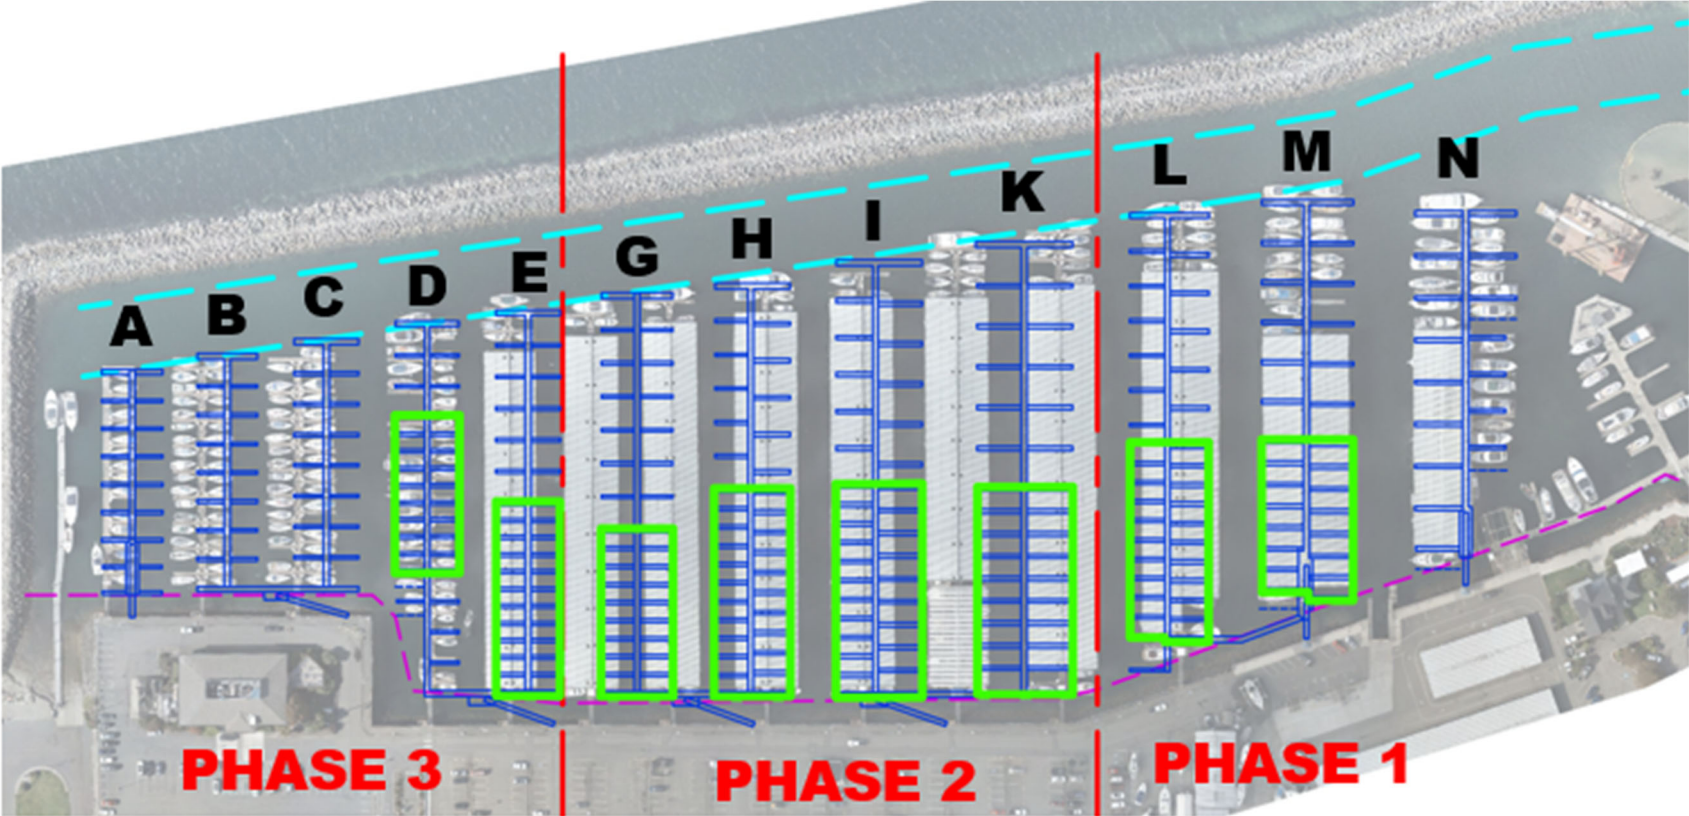 A B C D E G H I K L M N
PHASE 3 PHASE 2 PHASE 1